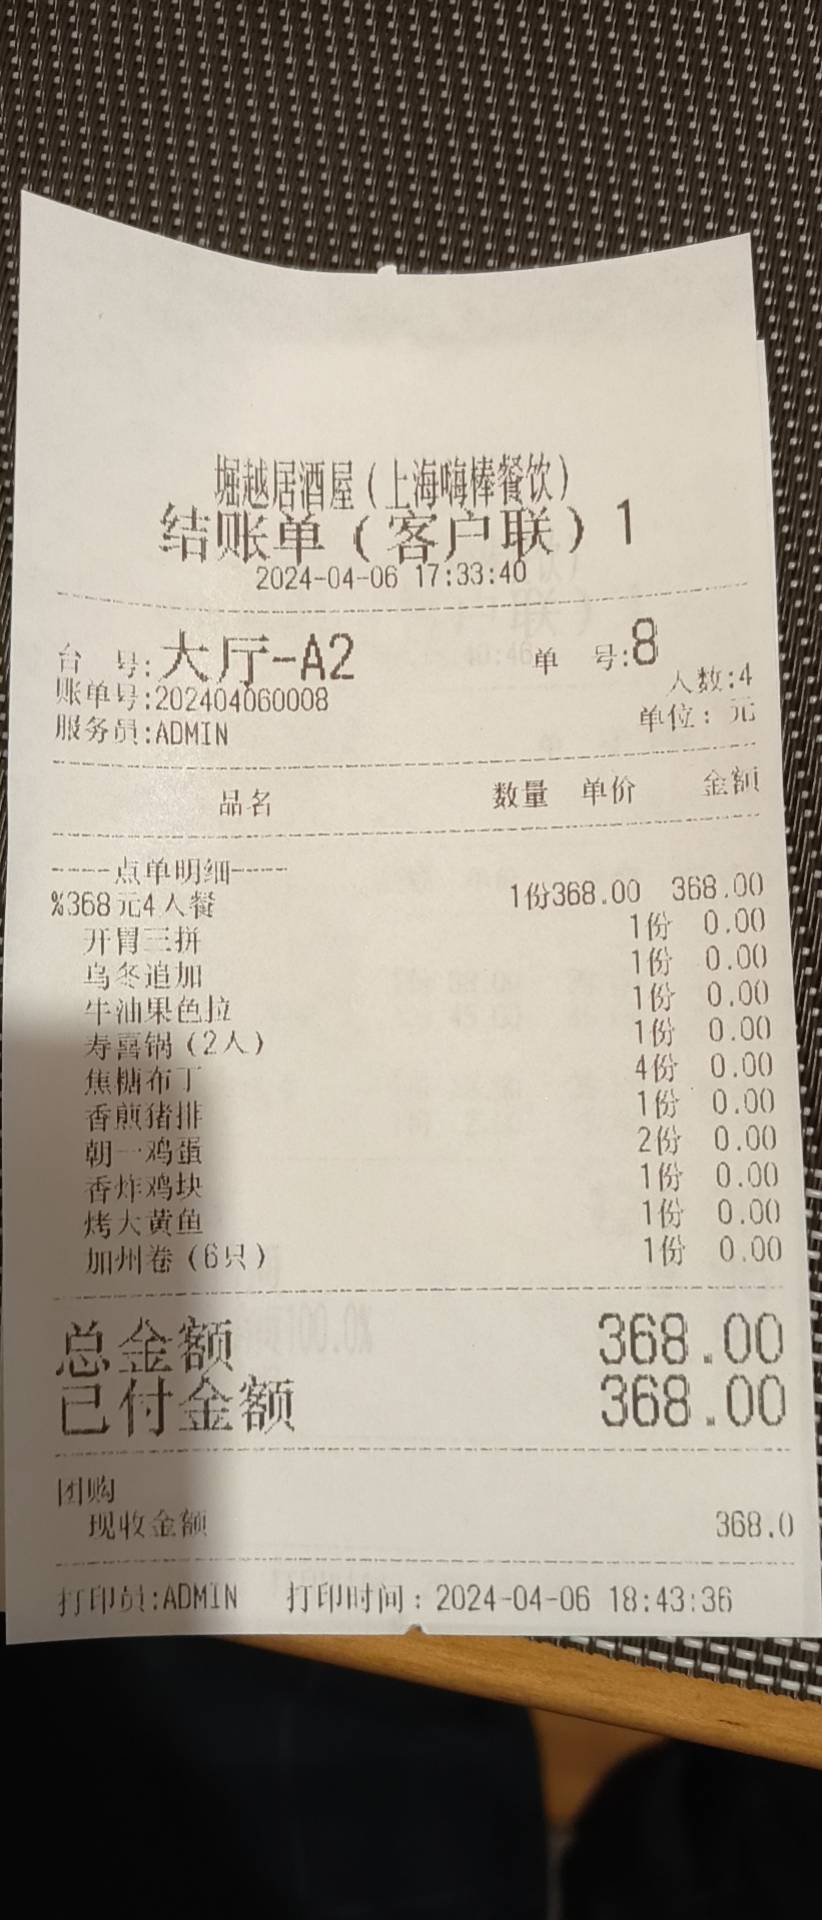 堀越居酒屋（上海嗨棒餐饮）
结账单（客户联）1
2024-04-06 17:33:40
台 号:大厅-A2 单 号:8
账单号:202404060008 人数:4
服务员:ADMIN 单位：元
品名 数量 单价 金额
----点单明细----
%368元4人餐 1份368.00 368.00
开胃三拼 1份 0.00
乌冬追加 1份 0.00
牛油果色拉 1份 0.00
寿喜锅（2人） 1份 0.00
焦糖布丁 4份 0.00
香煎猪排 1份 0.00
朝一鸡蛋 2份 0.00
香炸鸡块 1份 0.00
烤大黄鱼 1份 0.00
加州卷（6只） 1份 0.00
总金额 368.00
已付金额 368.00
团购
现收金额 368.0
打印员:ADMIN 打印时间：2024-04-06 18:43:36